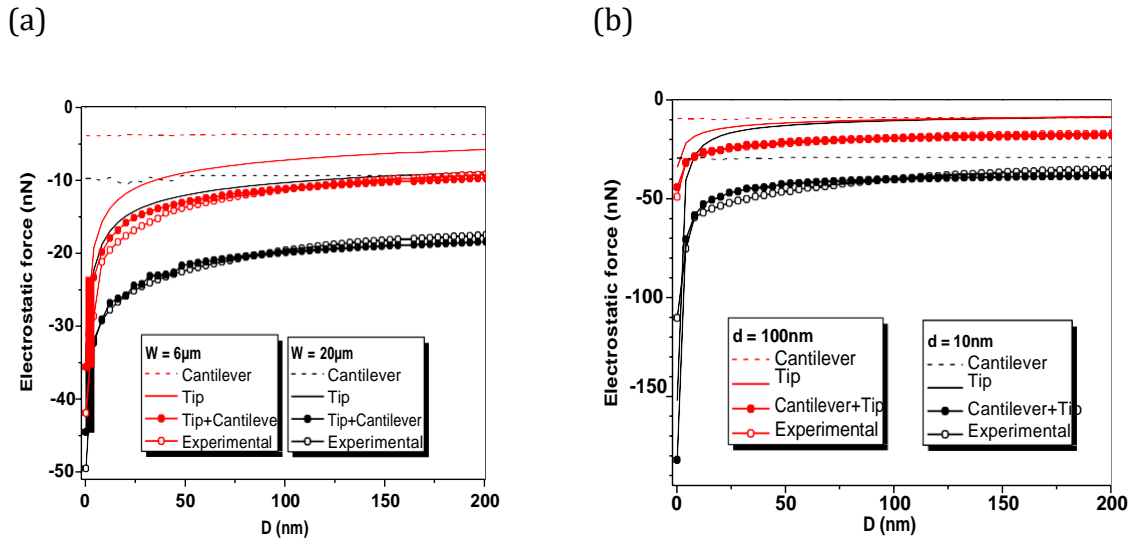 (a)
(b)
Electrostatic force (nN)
0
-10
-20
-30
-40
-50
0
50
100
150
200
D (nm)
W = 6µm
Cantilever
Tip
Tip+Cantileve
Experimental
W = 20µm
Cantilever
Tip
Tip+Cantilever
Experimental
Electrostatic force (nN)
0
-50
-100
-150
0
50
100
150
200
D (nm)
d = 100nm
Cantilever
Tip
Cantilever+Tip
Experimental
d = 10nm
Cantilever
Tip
Cantilever+Tip
Experimental